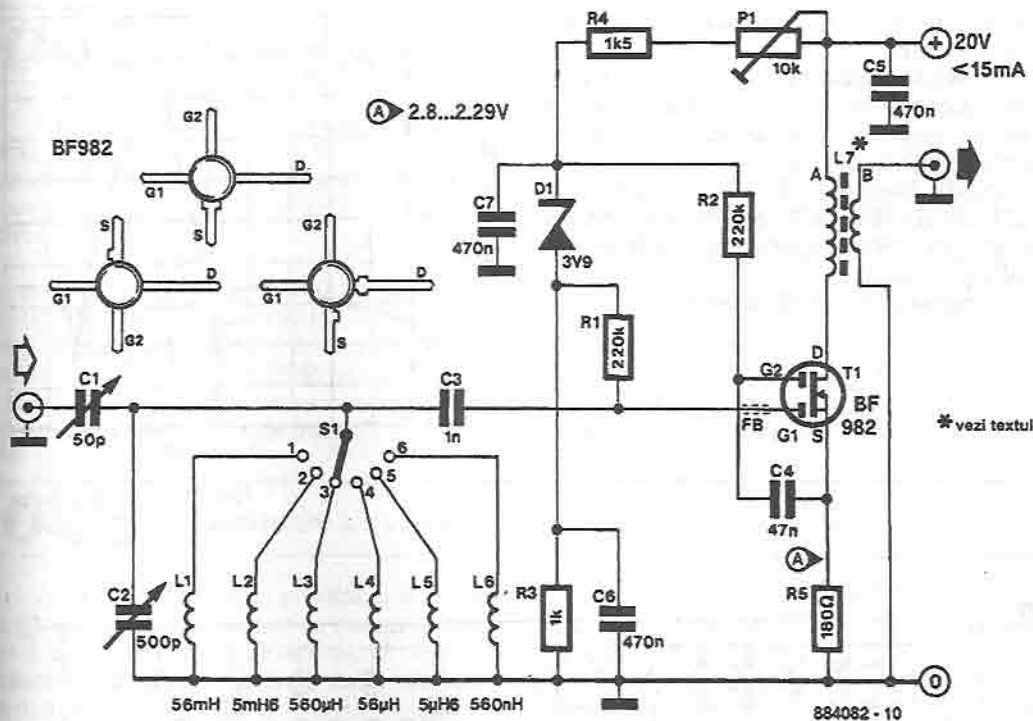 R4
1k5
P1
10k
+
20V
<15mA
C5
470n
BF982
G2
G1
D
S
S
G1
D
G2
G2
G1
D
S
A 2.8...2.29V
C7
470n
D1
3V9
R2
220k
A
L7
*
B
R1
220k
C1
50p
C3
1n
S1
1
2
3
4
5
6
FB
G2
G1
D
S
T1
BF
982
* vezi textul
C4
47n
A
C2
500p
L1
L2
L3
L4
L5
L6
R3
1k
C6
470n
R5
180Ω
0
56mH
5mH6
560µH
56µH
5µH6
560nH
884082 - 10